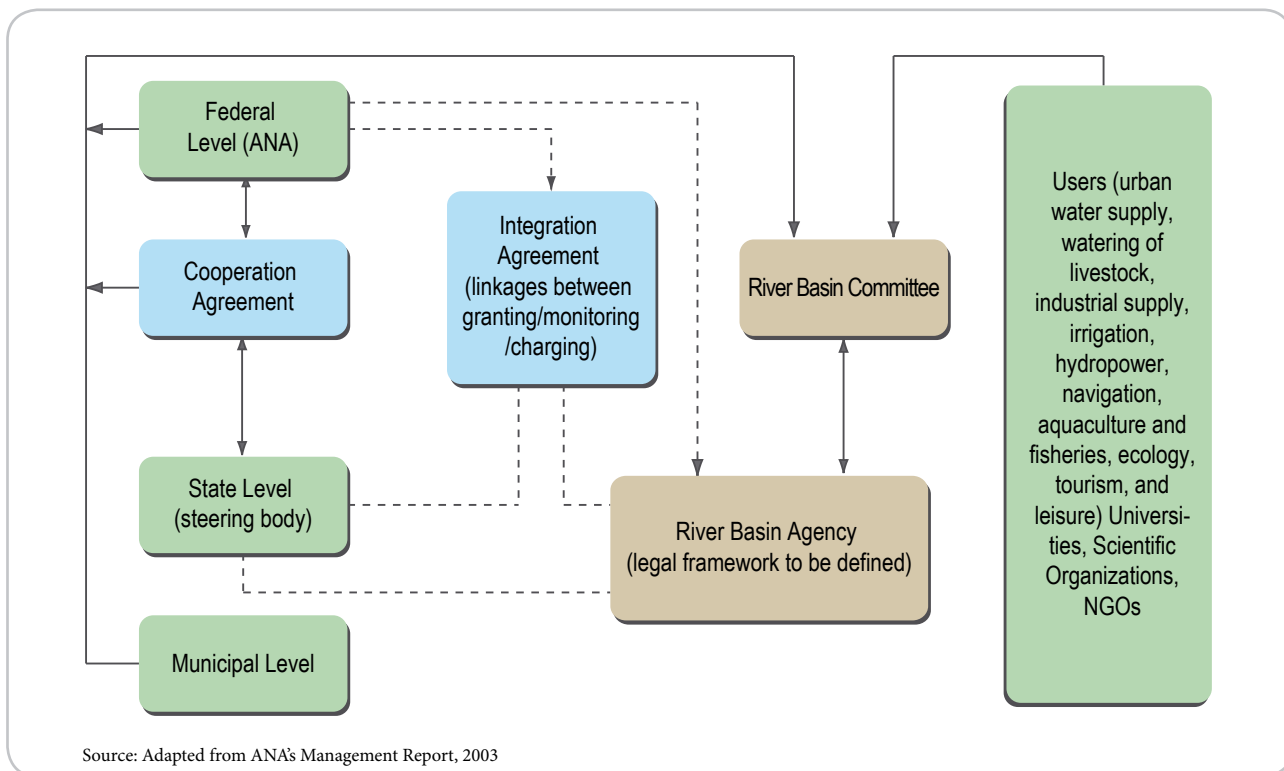 Federal
Level (ANA)
Cooperation
Agreement
State Level
(steering body)
Municipal Level
Integration
Agreement
(linkages between
granting/monitoring
/charging)
River Basin Committee
River Basin Agency
(legal framework to be defined)
Users (urban
water supply,
watering of
livestock,
industrial supply,
irrigation,
hydropower,
navigation,
aquaculture and
fisheries, ecology,
tourism, and
leisure) Universi-
ties, Scientific
Organizations,
NGOs
Source: Adapted from ANA's Management Report, 2003